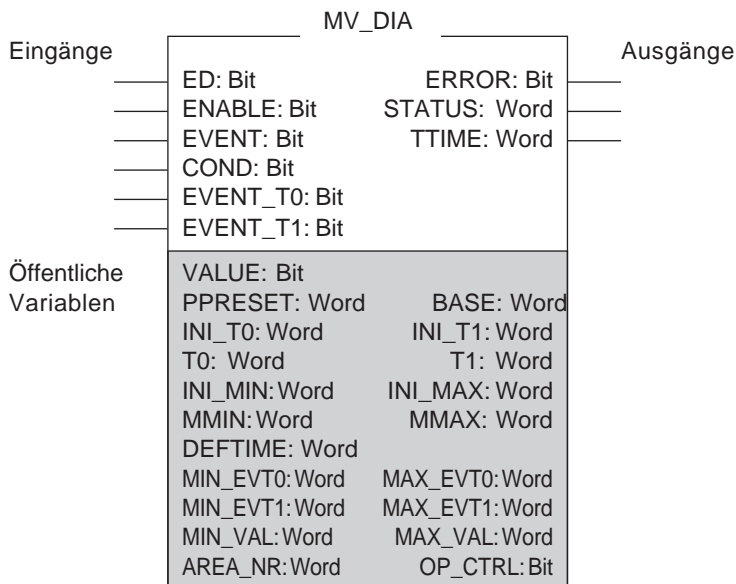 MV_DIA
Eingänge
Ausgänge
ED: Bit ERROR: Bit
ENABLE: Bit STATUS: Word
EVENT: Bit TTIME: Word
COND: Bit
EVENT_T0: Bit
EVENT_T1: Bit
Öffentliche VALUE: Bit
Variablen PPRESET: Word BASE: Word
INI_T0: Word INI_T1: Word
T0: Word T1: Word
INI_MIN: Word INI_MAX: Word
MMIN: Word MMAX: Word
DEFTIME: Word
MIN_EVT0: Word MAX_EVT0: Word
MIN_EVT1: Word MAX_EVT1: Word
MIN_VAL: Word MAX_VAL: Word
AREA_NR: Word OP_CTRL: Bit